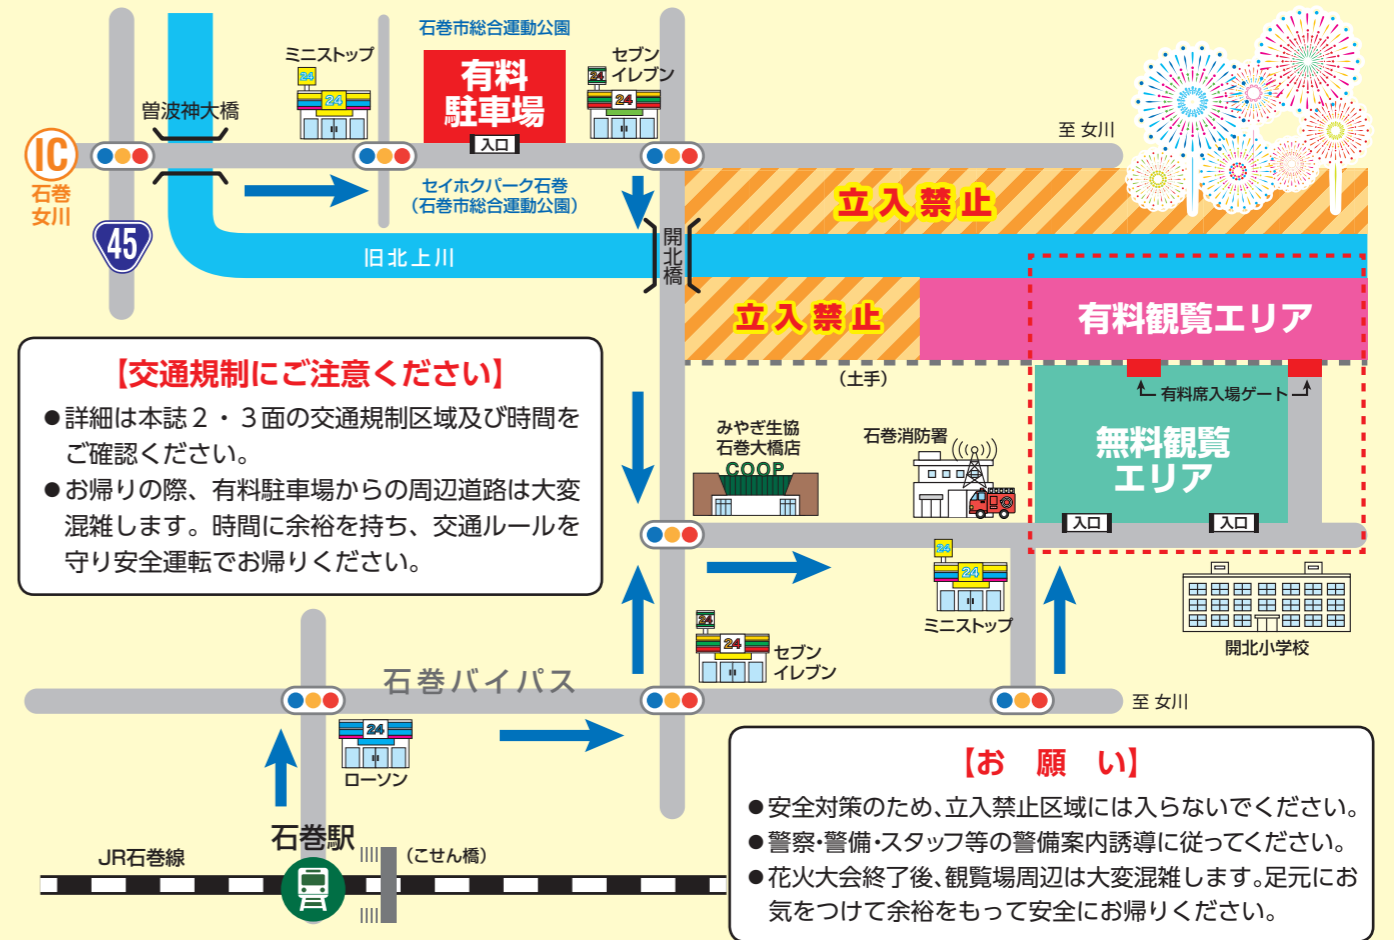 石巻市総合運動公園
ミニストップ
24
24
有料
駐車場
入口
セブン
イレブン
24
24
曽波神大橋
至 女川
IC
石巻
女川
45
セイホクパーク石巻
(石巻市総合運動公園)
立入禁止
旧北上川
開北橋
立入禁止
有料観覧エリア
(土手)
有料席入場ゲート
【交通規制にご注意ください】
●詳細は本誌2・3面の交通規制区域及び時間を
ご確認ください。
●お帰りの際、有料駐車場からの周辺道路は大変
混雑します。時間に余裕を持ち、交通ルールを
守り安全運転でお帰りください。
みやぎ生協
石巻大橋店
COOP
石巻消防署
無料観覧
エリア
入口
入口
24
24
ミニストップ
開北小学校
24
24
セブン
イレブン
石巻バイパス
至 女川
24
ローソン
石巻駅
JR石巻線
(こせん橋)
【お 願 い】
●安全対策のため、立入禁止区域には入らないでください。
●警察・警備・スタッフ等の警備案内誘導に従ってください。
●花火大会終了後、観覧場周辺は大変混雑します。足元にお
気をつけて余裕をもって安全にお帰りください。